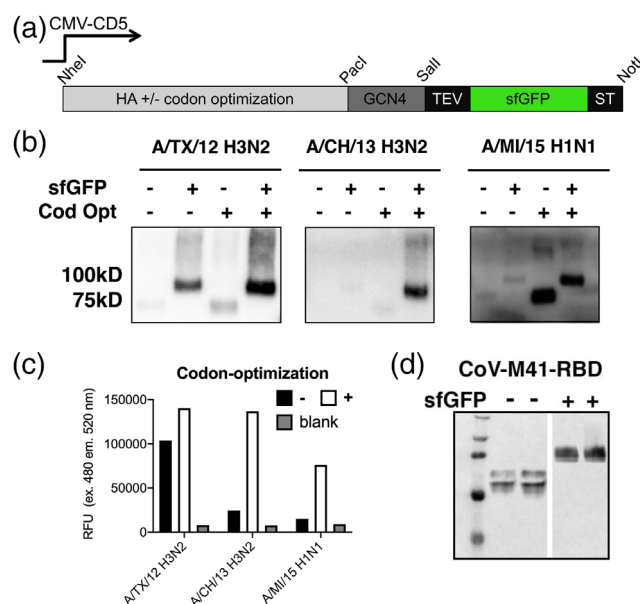 (a)
CMV-CD5
NheI
PacI
SalI
NotI
HA +/- codon optimization
GCN4
TEV
sfGFP
ST
(b)
A/TX/12 H3N2
A/CH/13 H3N2
A/MI/15 H1N1
sfGFP - + - + - + - + - + - +
Cod Opt - - + + - - + + - - + +
100kD
75kD
(c)
Codon-optimization
- +
blank
RFU (ex. 480 em. 520 nm)
150000
100000
50000
0
A/TX/12 H3N2
A/CH/13 H3N2
A/MI/15 H1N1
(d)
CoV-M41-RBD
sfGFP - - + +